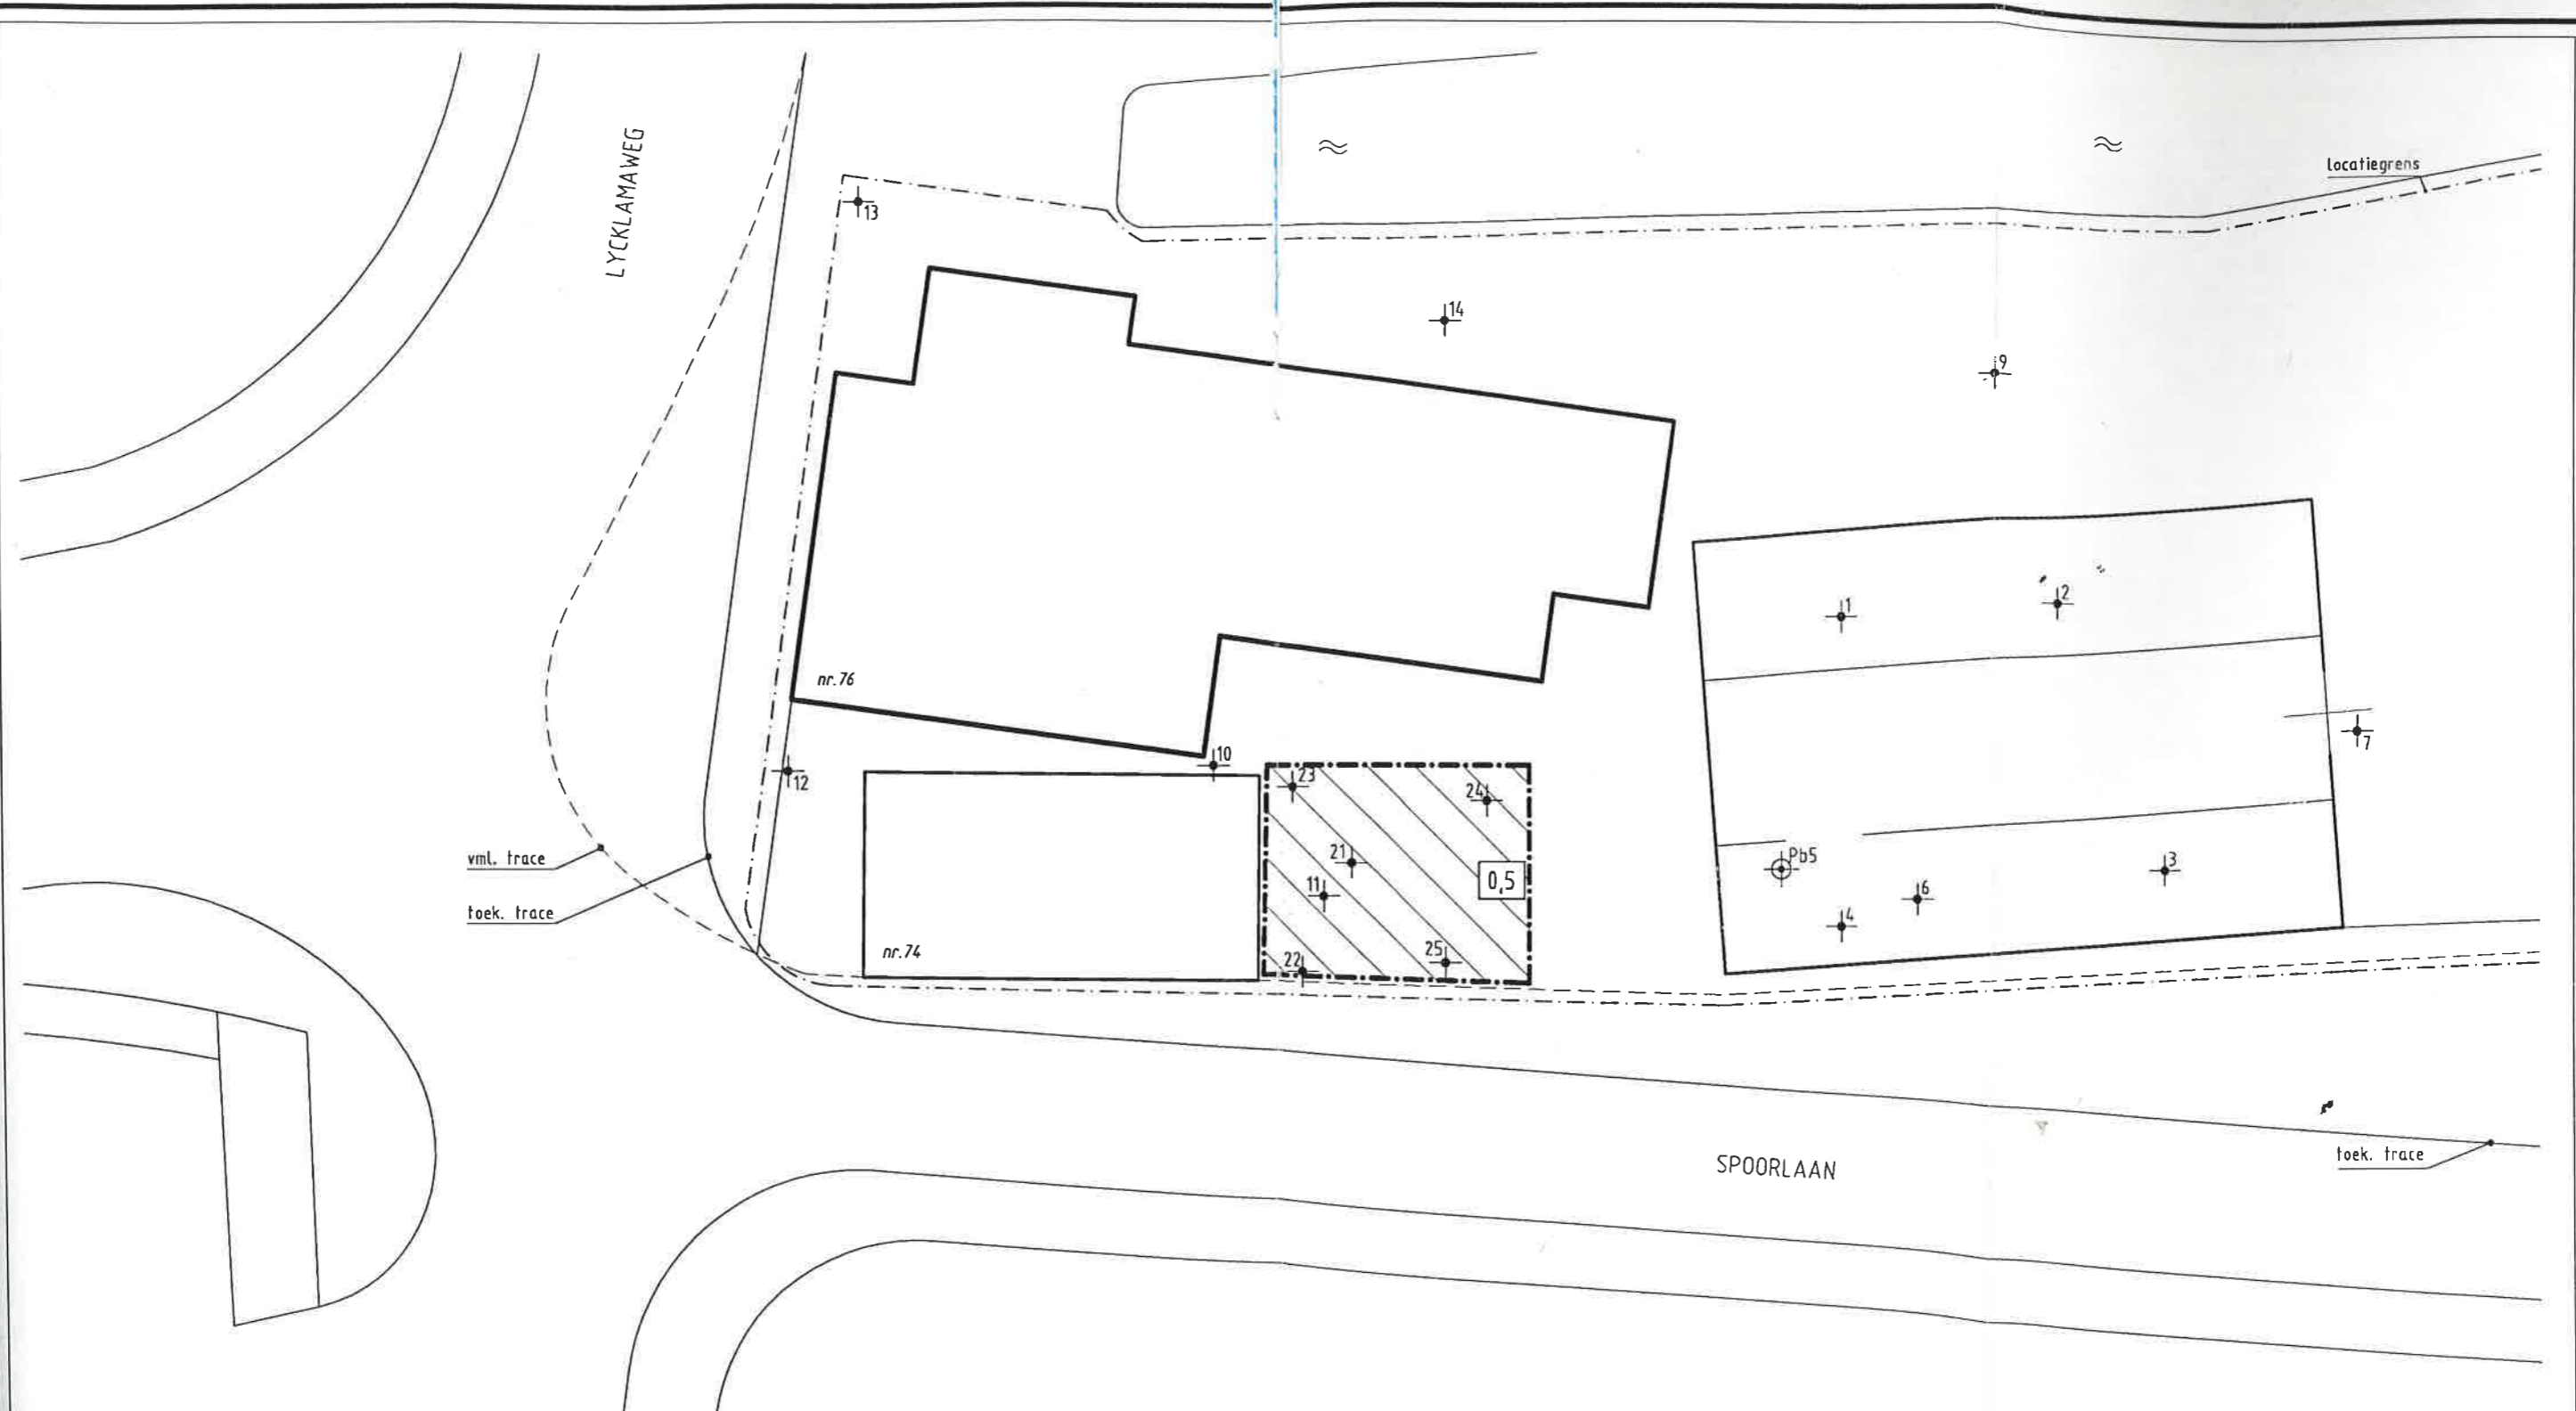 LYCKLAMAWEG
locatiegrens
13
14
9
1
2
nr.76
7
10
12
23
24
vml. trace
21
Pb5
3
11
0,5
6
toek. trace
4
nr.74
22
25
toek. trace
SPOORLAAN